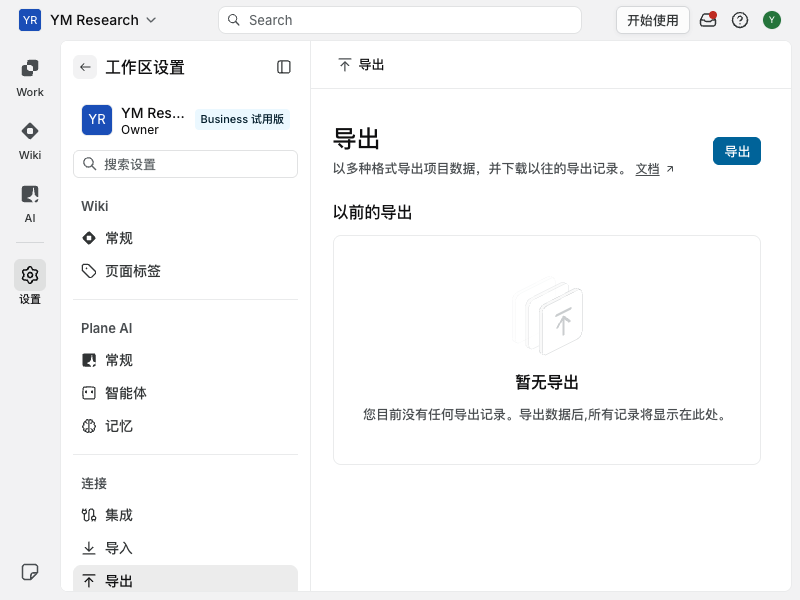 YR YM Research
Search
开始使用
Y
Work
Wiki
AI
设置
工作区设置
YR
YM Res...
Owner
Business 试用版
搜索设置
Wiki
常规
页面标签
Plane AI
常规
智能体
记忆
连接
集成
导入
导出
导出
导出
以多种格式导出项目数据，并下载以往的导出记录。 文档
导出
以前的导出
暂无导出
您目前没有任何导出记录。导出数据后,所有记录将显示在此处。